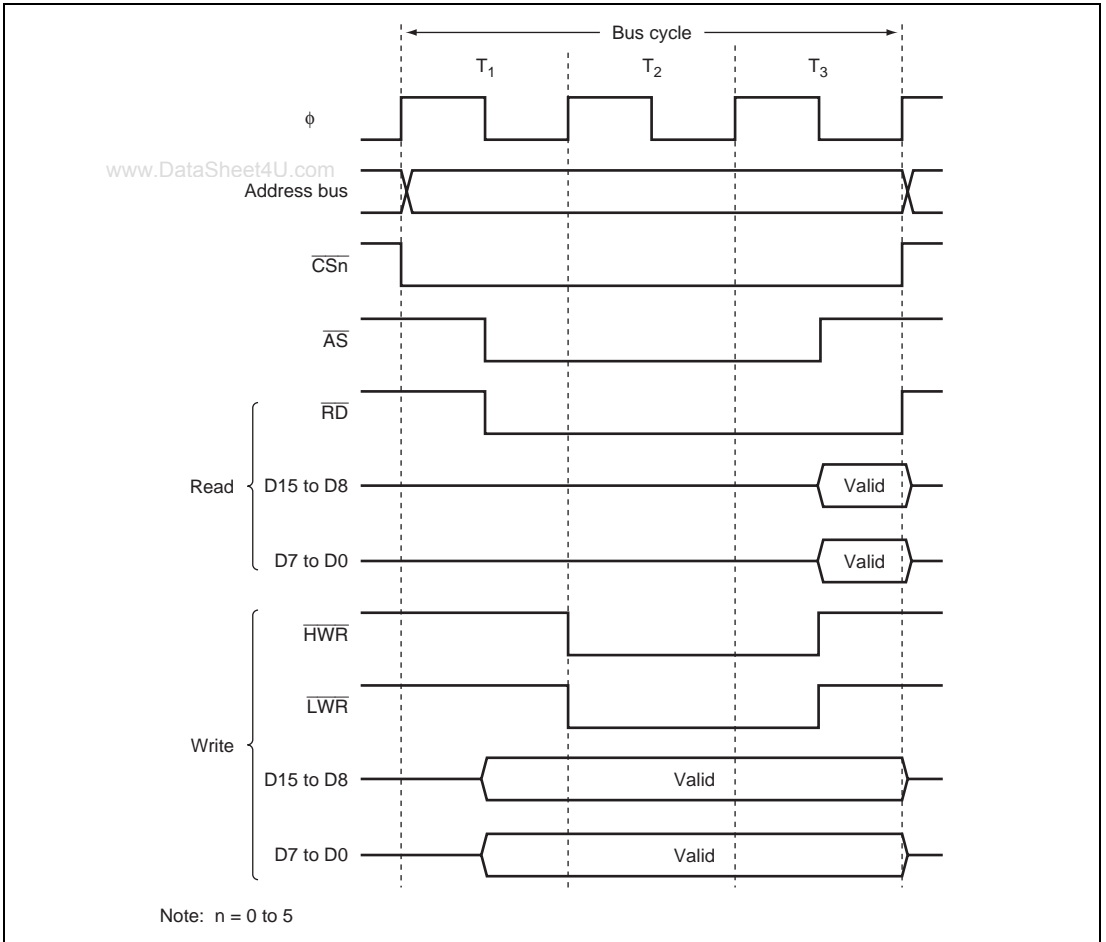 Bus cycle
T1 T2 T3
φ
www.DataSheet4U.com
Address bus
CSn
AS
RD
Read
D15 to D8 Valid
D7 to D0 Valid
HWR
LWR
Write
D15 to D8 Valid
D7 to D0 Valid
Note: n = 0 to 5